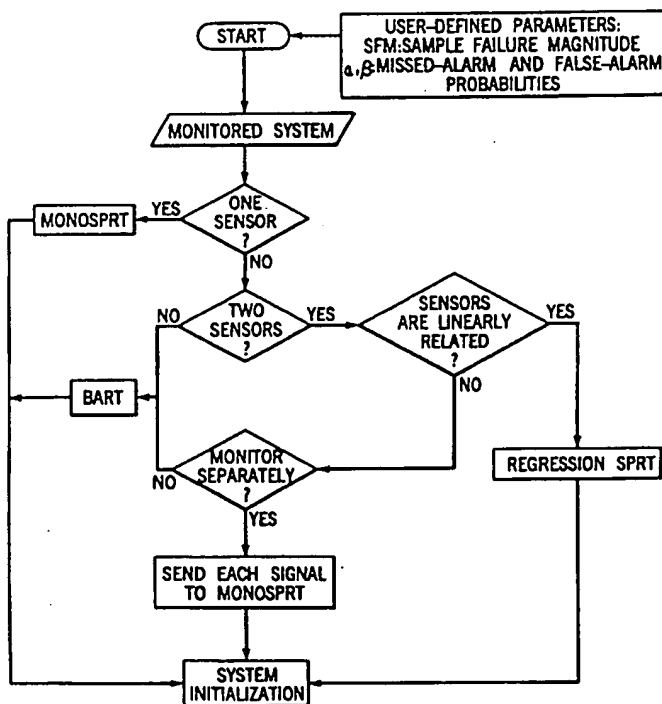 USER-DEFINED PARAMETERS:
SFM:SAMPLE FAILURE MAGNITUDE
α,β:MISSED-ALARM AND FALSE-ALARM
PROBABILITIES
START
MONITORED SYSTEM
ONE
SENSOR
?
YES
MONOSPRT
NO
TWO
SENSORS
?
NO
YES
SENSORS
ARE LINEARLY
RELATED
?
YES
NO
BART
MONITOR
SEPARATELY
?
NO
YES
REGRESSION SPRT
SEND EACH SIGNAL
TO MONOSPRT
SYSTEM
INITIALIZATION